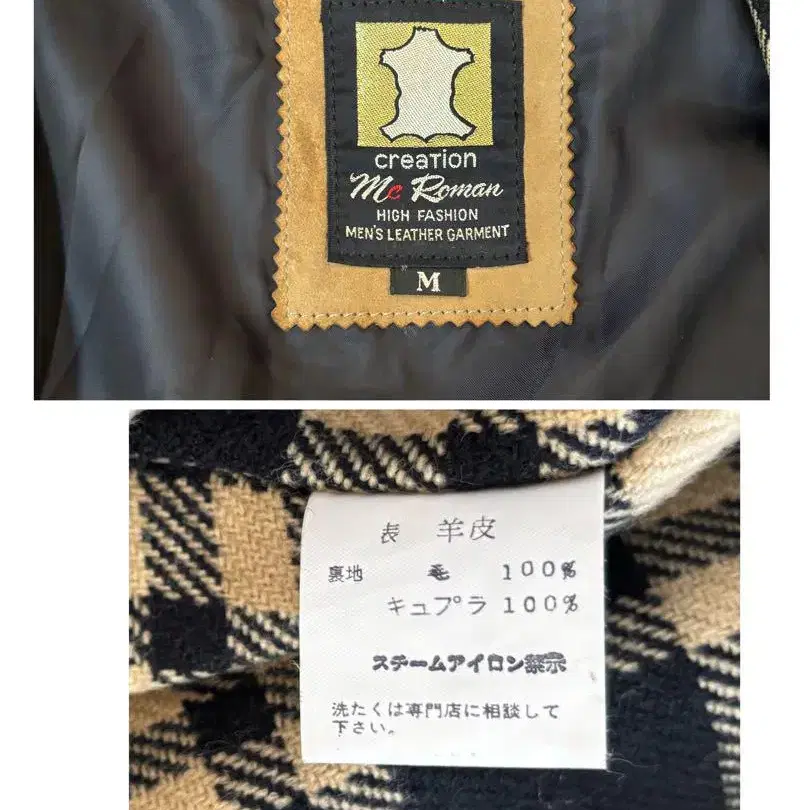 creaTion
Mc Roman
HIGH FASHION
MEN'S LEATHER GARMENT
M
表 羊皮
裏地 毛 100%
キュプラ 100%
スチームアイロン禁示
洗たくは専門店に相談して
下さい。